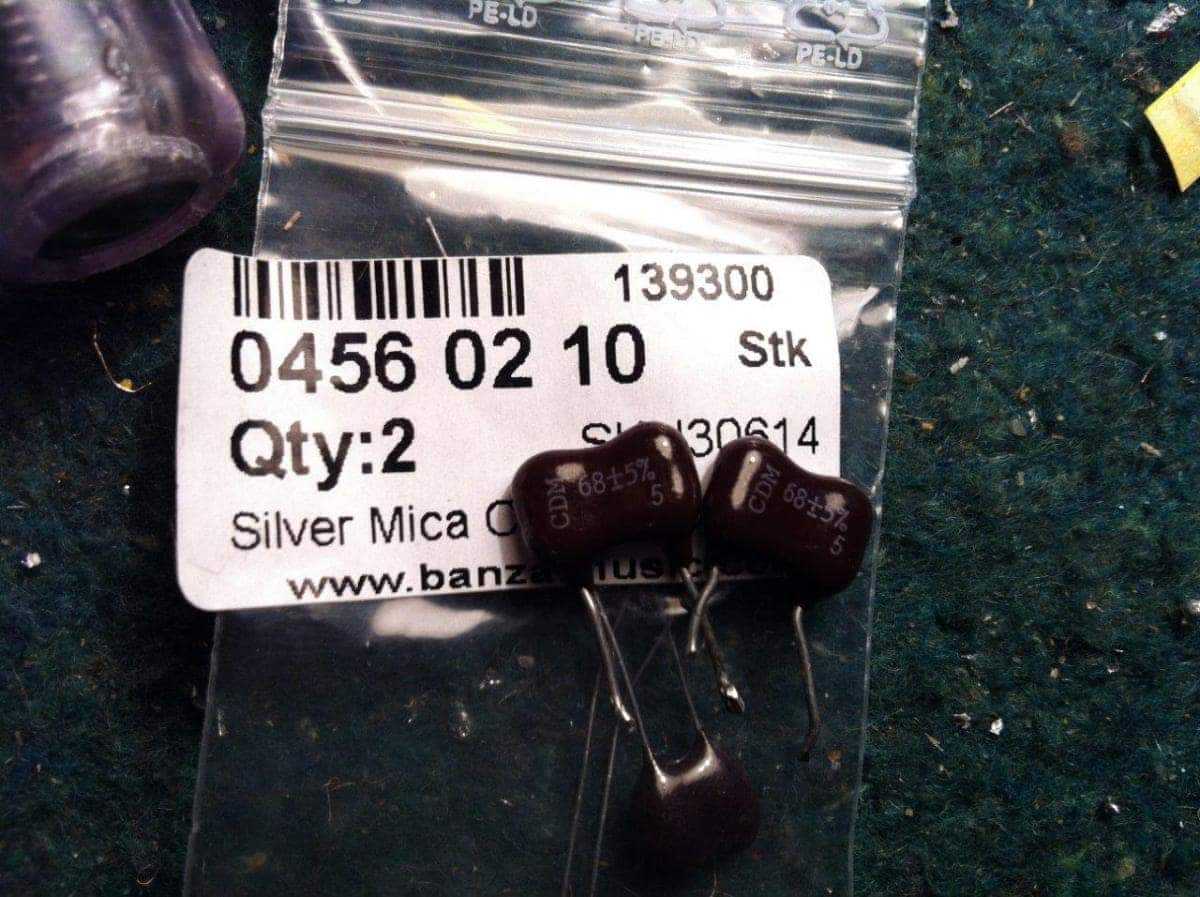 PE-LD
PE-LD
PE-LD
139300
0456 02 10
Stk
Qty:2
30614
Silver Mica
CDM 68±5%
5
CDM 68±5%
5